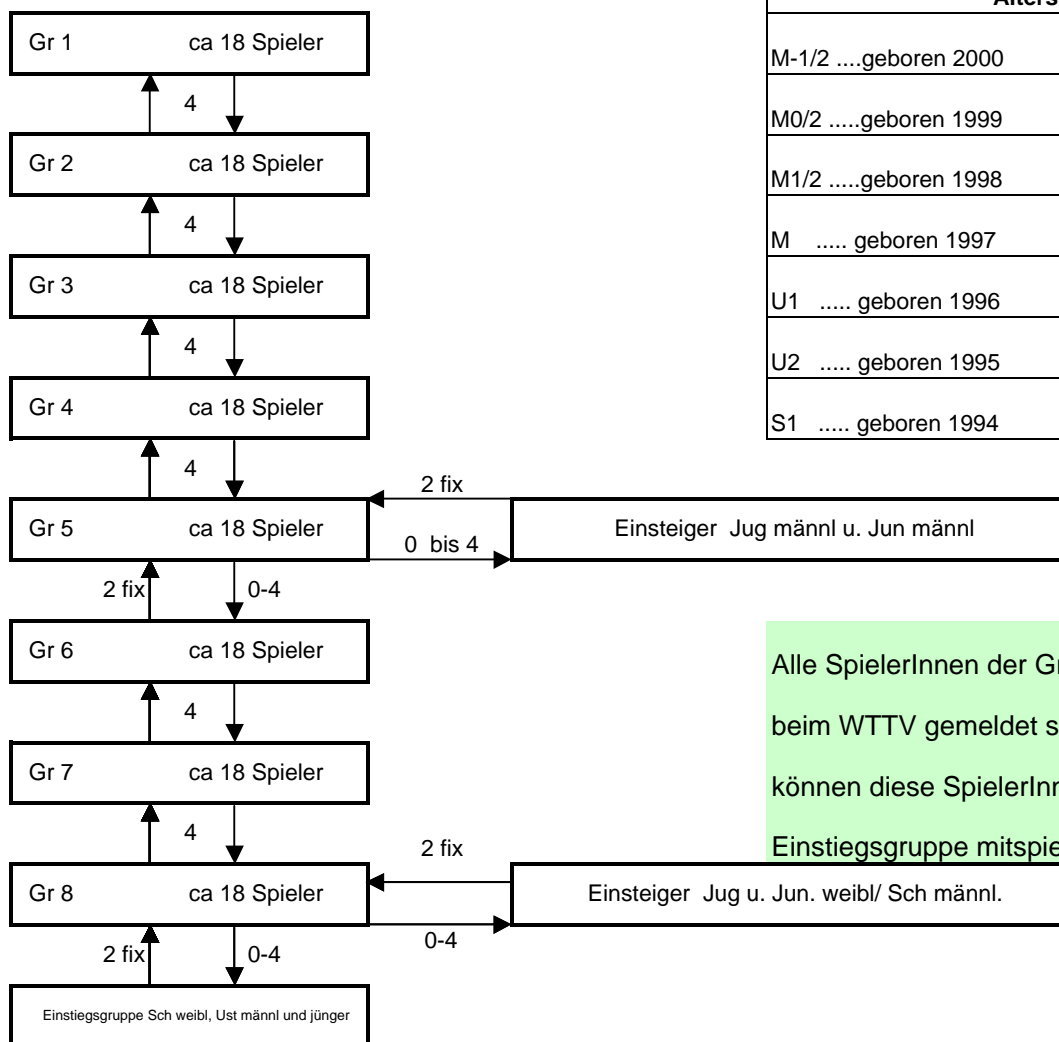 Alters
Gr 1 ca 18 Spieler
M-1/2 ....geboren 2000
4
M0/2 .....geboren 1999
Gr 2 ca 18 Spieler
M1/2 .....geboren 1998
4
M ..... geboren 1997
Gr 3 ca 18 Spieler
U1 ..... geboren 1996
4
U2 ..... geboren 1995
Gr 4 ca 18 Spieler
S1 ..... geboren 1994
4
2 fix
Gr 5 ca 18 Spieler
Einsteiger Jug männl u. Jun männl
0 bis 4
2 fix 0-4
Gr 6 ca 18 Spieler
Alle SpielerInnen der Gr
4
beim WTTV gemeldet s
Gr 7 ca 18 Spieler
können diese SpielerInn
4
2 fix
Einstiegsgruppe mitspie
Gr 8 ca 18 Spieler
Einsteiger Jug u. Jun. weibl/ Sch männl.
0-4
2 fix 0-4
Einstiegsgruppe Sch weibl, Ust männl und jünger